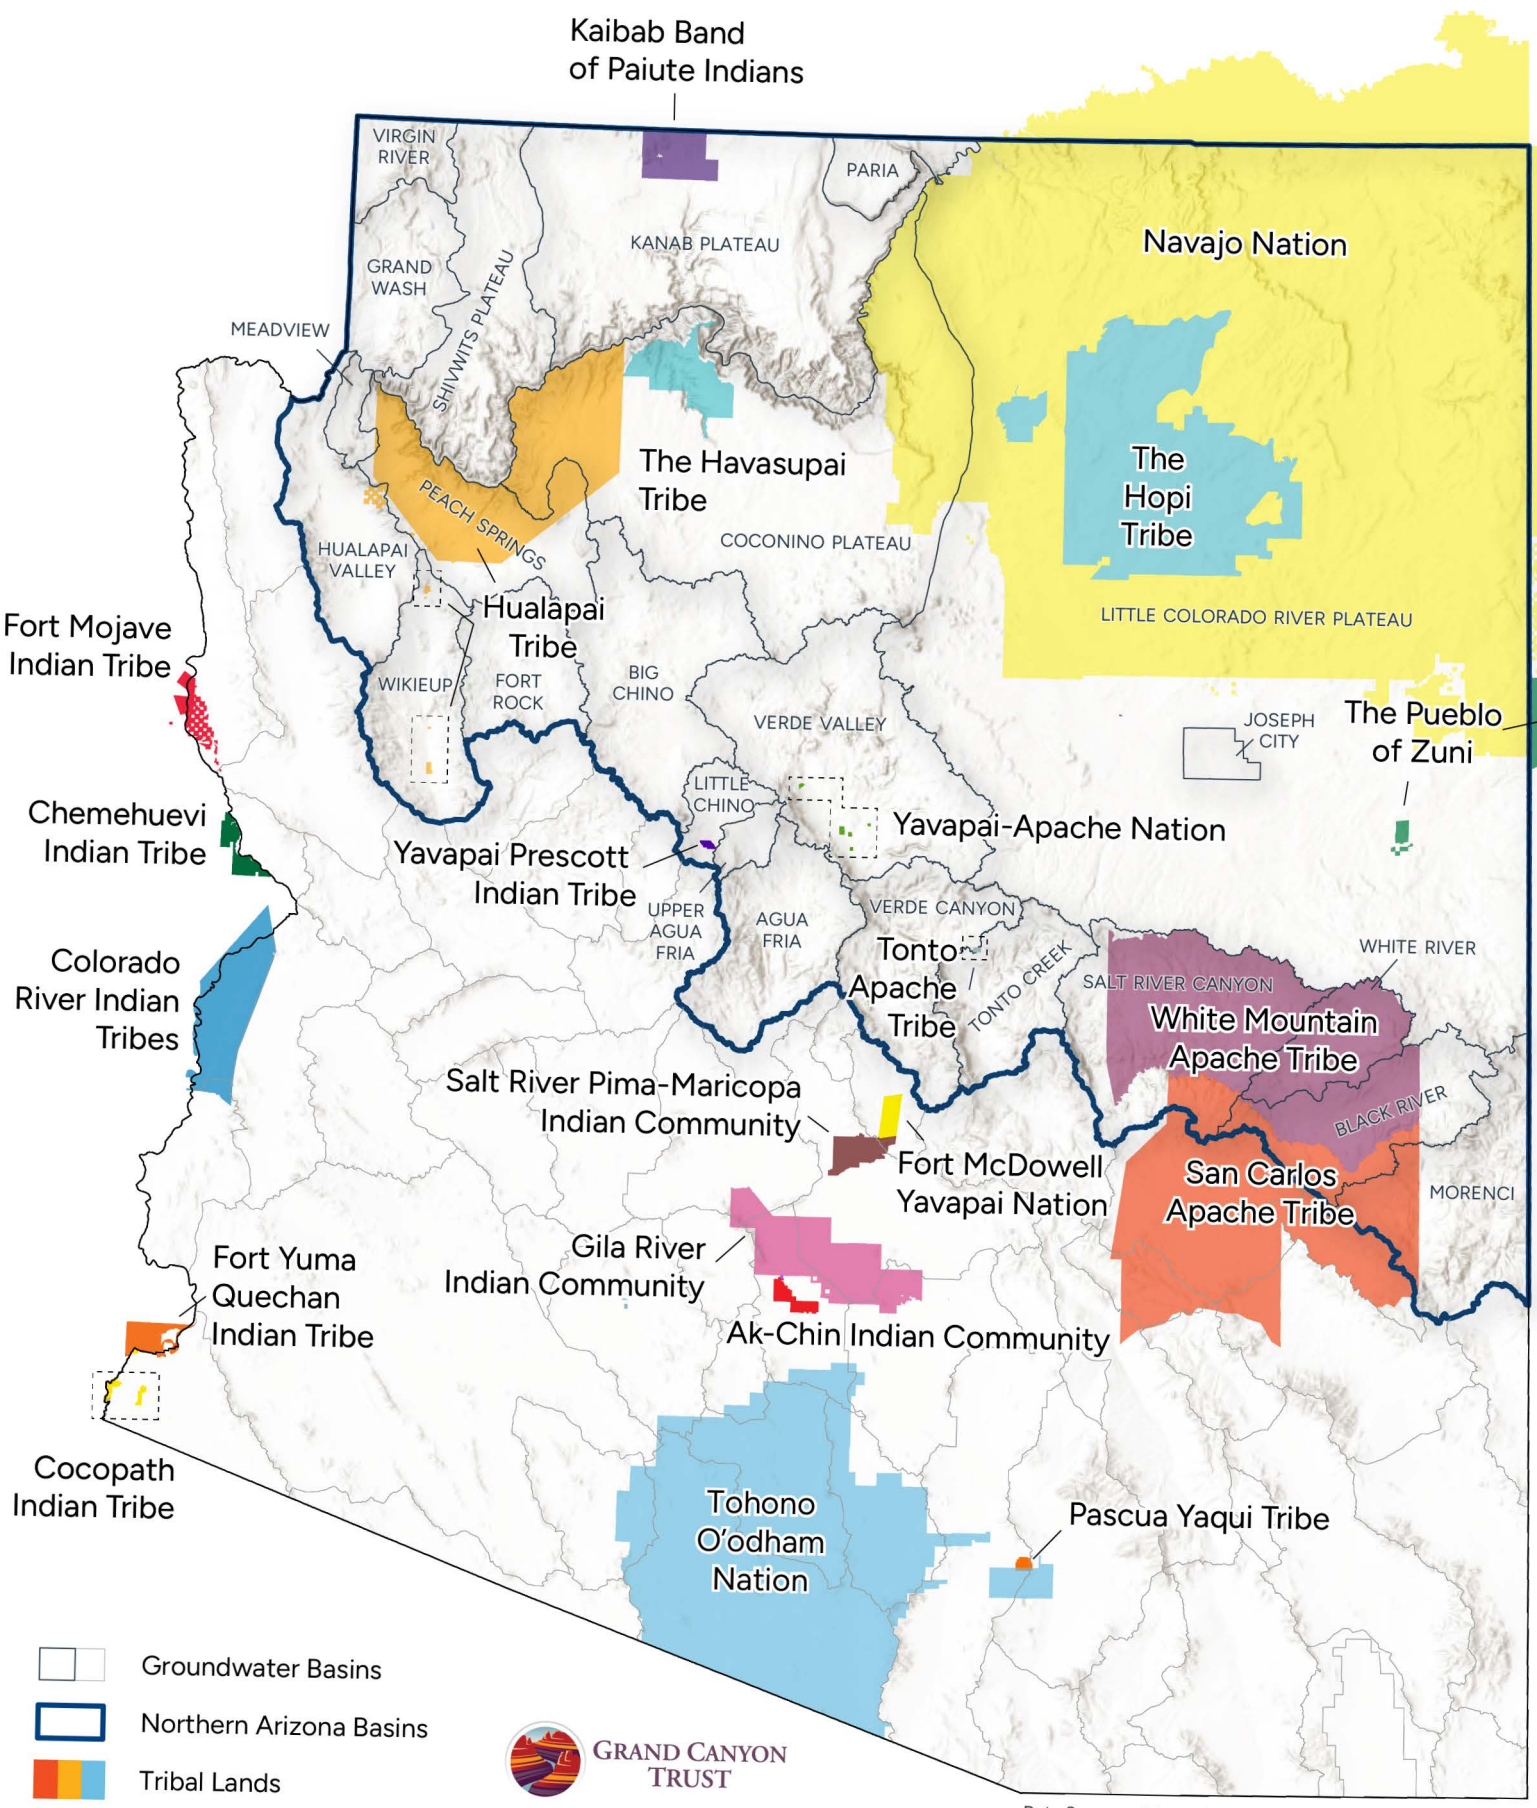 Kaibab Band
of Paiute Indians
VIRGIN
RIVER
PARIA
KANAB PLATEAU
Navajo Nation
GRAND
WASH
SHIVWITS PLATEAU
MEADVIEW
The Havasupai
Tribe
The
Hopi
Tribe
PEACH SPRINGS
COCONINO PLATEAU
HUALAPAI
VALLEY
Hualapai
Tribe
LITTLE COLORADO RIVER PLATEAU
Fort Mojave
Indian Tribe
WIKIEUP
FORT
ROCK
BIG
CHINO
VERDE VALLEY
JOSEPH
CITY
The Pueblo
of Zuni
LITTLE
CHINO
Chemehuevi
Indian Tribe
Yavapai-Apache Nation
Yavapai Prescott
Indian Tribe
UPPER
AGUA
FRIA
AGUA
FRIA
VERDE CANYON
Tonto
Apache
Tribe
TONTO CREEK
WHITE RIVER
SALT RIVER CANYON
White Mountain
Apache Tribe
Colorado
River Indian
Tribes
BLACK RIVER
Salt River Pima-Maricopa
Indian Community
Fort McDowell
Yavapai Nation
San Carlos
Apache Tribe
MORENCI
Gila River
Indian Community
Fort Yuma
Quechan
Indian Tribe
Ak-Chin Indian Community
Cocopath
Indian Tribe
Tohono
O'odham
Nation
Pascua Yaqui Tribe
Groundwater Basins
Northern Arizona Basins
Tribal Lands
GRAND CANYON
TRUST